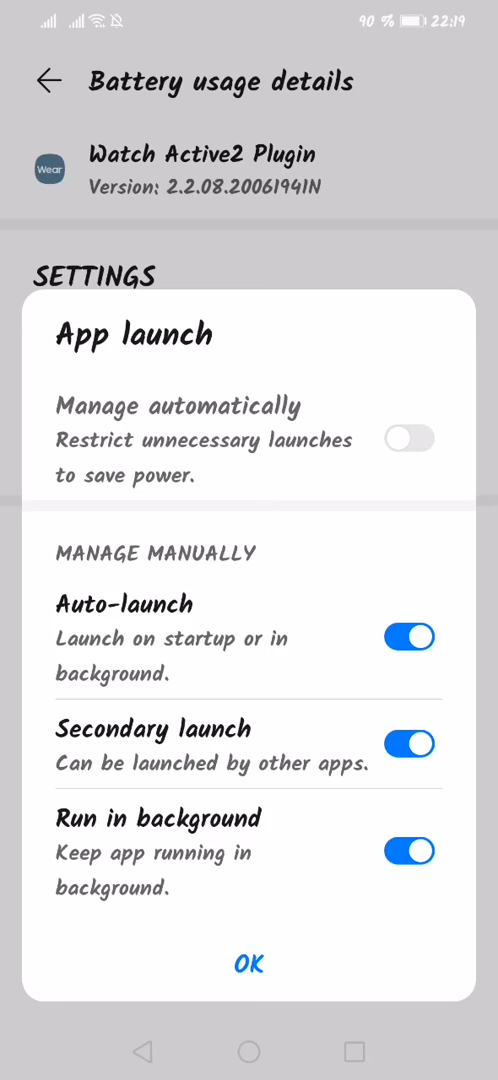 90 % 22:19
Battery usage details
Wear
Watch Active2 Plugin
Version: 2.2.08.20061941N
SETTINGS
App launch
Manage automatically
Restrict unnecessary launches
to save power.
MANAGE MANUALLY
Auto-launch
Launch on startup or in
background.
Secondary launch
Can be launched by other apps.
Run in background
Keep app running in
background.
OK